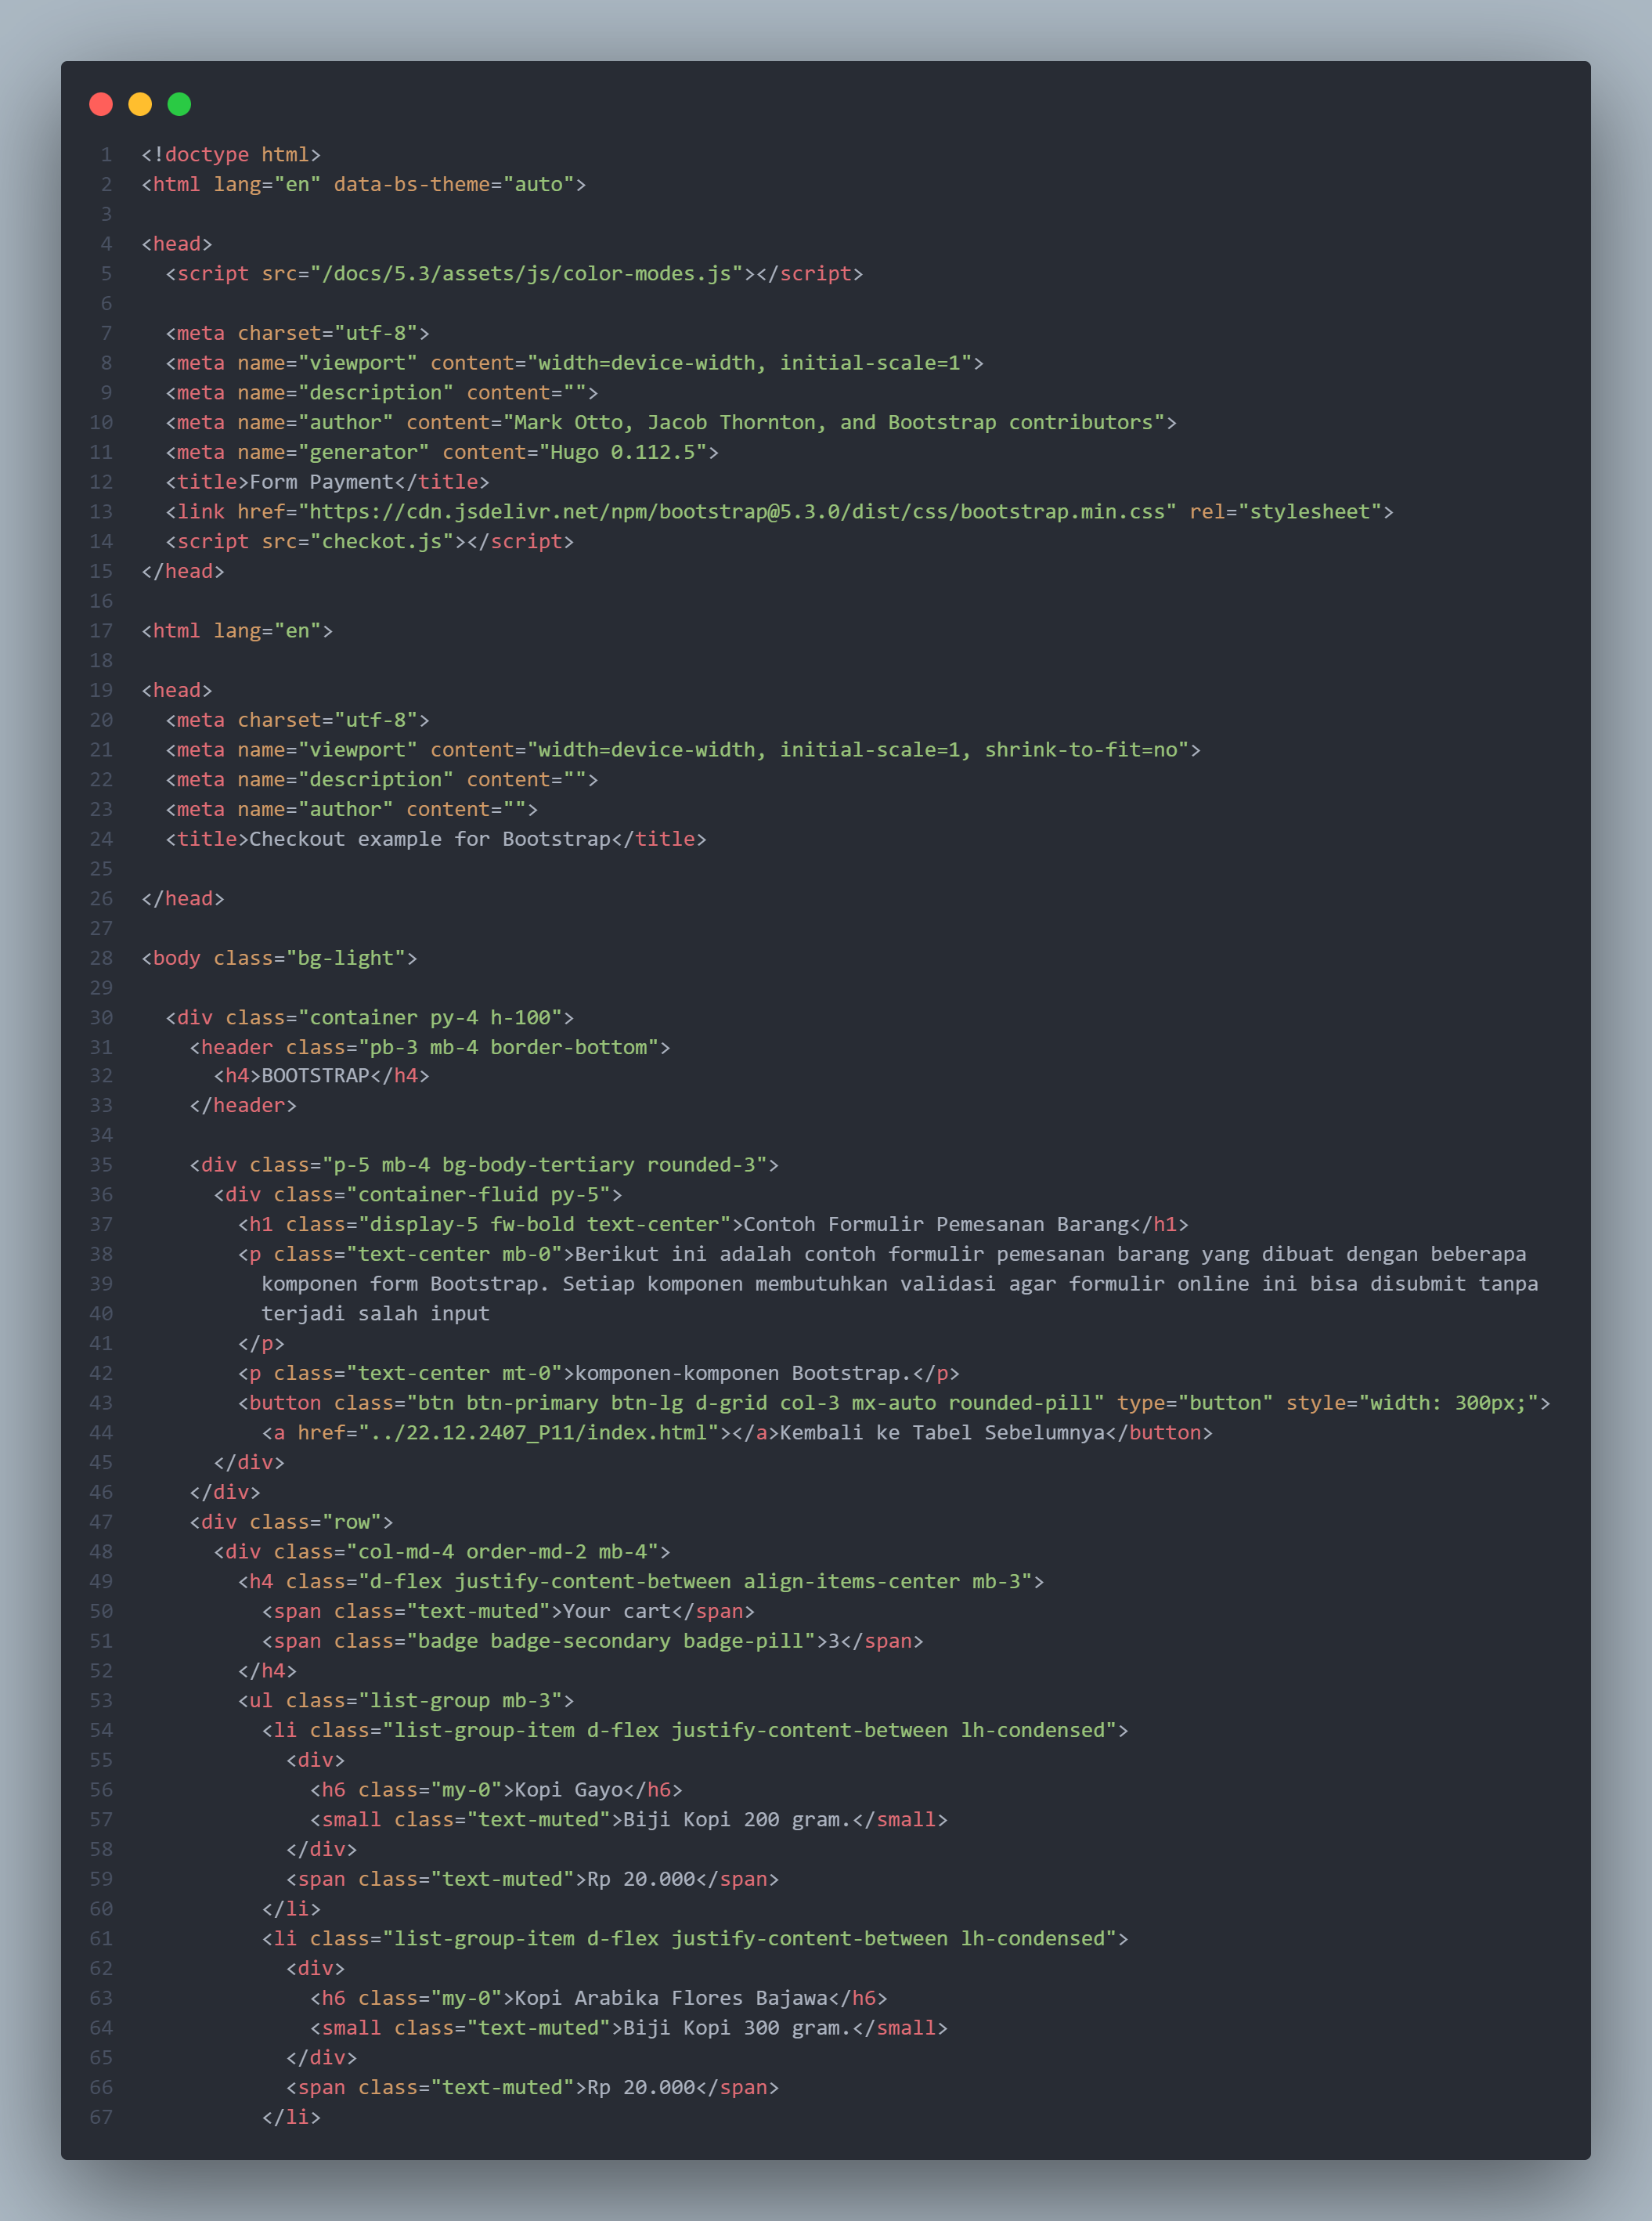 1 <!doctype html>
2 <html lang="en" data-bs-theme="auto">
3
4 <head>
5   <script src="/docs/5.3/assets/js/color-modes.js"></script>
6
7   <meta charset="utf-8">
8   <meta name="viewport" content="width=device-width, initial-scale=1">
9   <meta name="description" content="">
10   <meta name="author" content="Mark Otto, Jacob Thornton, and Bootstrap contributors">
11   <meta name="generator" content="Hugo 0.112.5">
12   <title>Form Payment</title>
13   <link href="https://cdn.jsdelivr.net/npm/bootstrap@5.3.0/dist/css/bootstrap.min.css" rel="stylesheet">
14   <script src="checkot.js"></script>
15 </head>
16
17 <html lang="en">
18
19 <head>
20   <meta charset="utf-8">
21   <meta name="viewport" content="width=device-width, initial-scale=1, shrink-to-fit=no">
22   <meta name="description" content="">
23   <meta name="author" content="">
24   <title>Checkout example for Bootstrap</title>
25
26 </head>
27
28 <body class="bg-light">
29
30   <div class="container py-4 h-100">
31     <header class="pb-3 mb-4 border-bottom">
32       <h4>BOOTSTRAP</h4>
33     </header>
34
35     <div class="p-5 mb-4 bg-body-tertiary rounded-3">
36       <div class="container-fluid py-5">
37         <h1 class="display-5 fw-bold text-center">Contoh Formulir Pemesanan Barang</h1>
38         <p class="text-center mb-0">Berikut ini adalah contoh formulir pemesanan barang yang dibuat dengan beberapa
39           komponen form Bootstrap. Setiap komponen membutuhkan validasi agar formulir online ini bisa disubmit tanpa
40           terjadi salah input
41         </p>
42         <p class="text-center mt-0">komponen-komponen Bootstrap.</p>
43         <button class="btn btn-primary btn-lg d-grid col-3 mx-auto rounded-pill" type="button" style="width: 300px;">
44           <a href="../22.12.2407_P11/index.html"></a>Kembali ke Tabel Sebelumnya</button>
45       </div>
46     </div>
47     <div class="row">
48       <div class="col-md-4 order-md-2 mb-4">
49         <h4 class="d-flex justify-content-between align-items-center mb-3">
50           <span class="text-muted">Your cart</span>
51           <span class="badge badge-secondary badge-pill">3</span>
52         </h4>
53         <ul class="list-group mb-3">
54           <li class="list-group-item d-flex justify-content-between lh-condensed">
55             <div>
56               <h6 class="my-0">Kopi Gayo</h6>
57               <small class="text-muted">Biji Kopi 200 gram.</small>
58             </div>
59             <span class="text-muted">Rp 20.000</span>
60           </li>
61           <li class="list-group-item d-flex justify-content-between lh-condensed">
62             <div>
63               <h6 class="my-0">Kopi Arabika Flores Bajawa</h6>
64               <small class="text-muted">Biji Kopi 300 gram.</small>
65             </div>
66             <span class="text-muted">Rp 20.000</span>
67           </li>